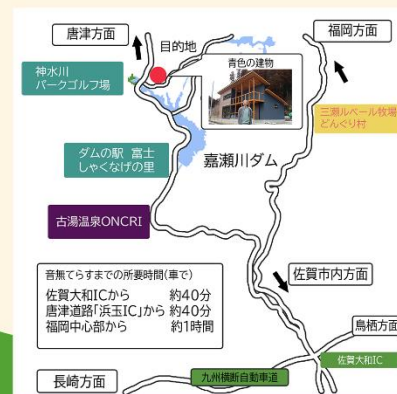 唐津方面
目的地
福岡方面
神水川
パークゴルフ場
青色の建物
三瀬ルベール牧場
どんぐり村
ダムの駅 富士
しゃくなげの里
嘉瀬川ダム
古湯温泉ONCRI
音無てらすまでの所要時間(車で)
佐賀大和ICから 約40分
唐津道路「浜玉IC」から 約40分
福岡中心部から 約1時間
佐賀市内方面
鳥栖方面
佐賀大和IC
長崎方面
九州横断自動車道